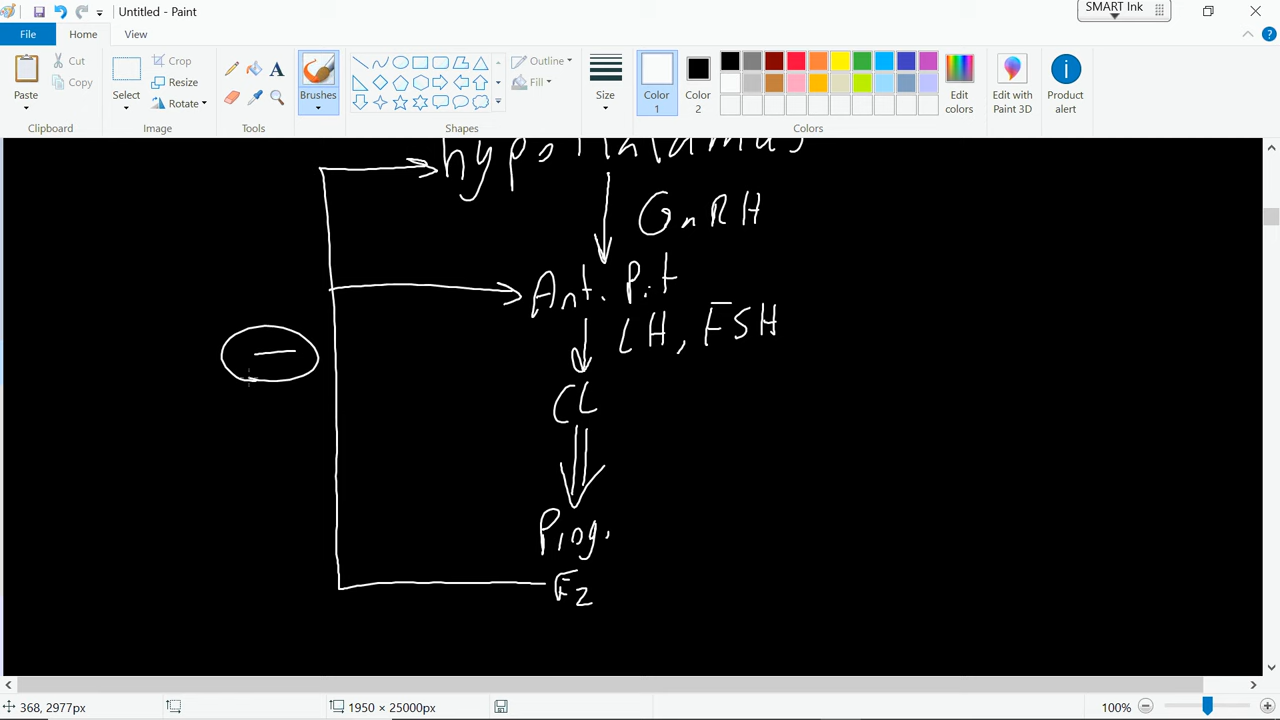 Untitled - Paint
SMART Ink
File
Home
View
Paste
Cut
Copy
Clipboard
Select
Crop
Resize
Rotate
Image
Tools
Brushes
Outline
Fill
Shapes
Size
Color
1
Color
2
Edit
colors
Colors
Edit with
Paint 3D
Product
alert
hypothalamus
GnRH
Ant. Pit
LH, FSH
CL
Prog.
E2
368, 2977px
1950 × 25000px
100%